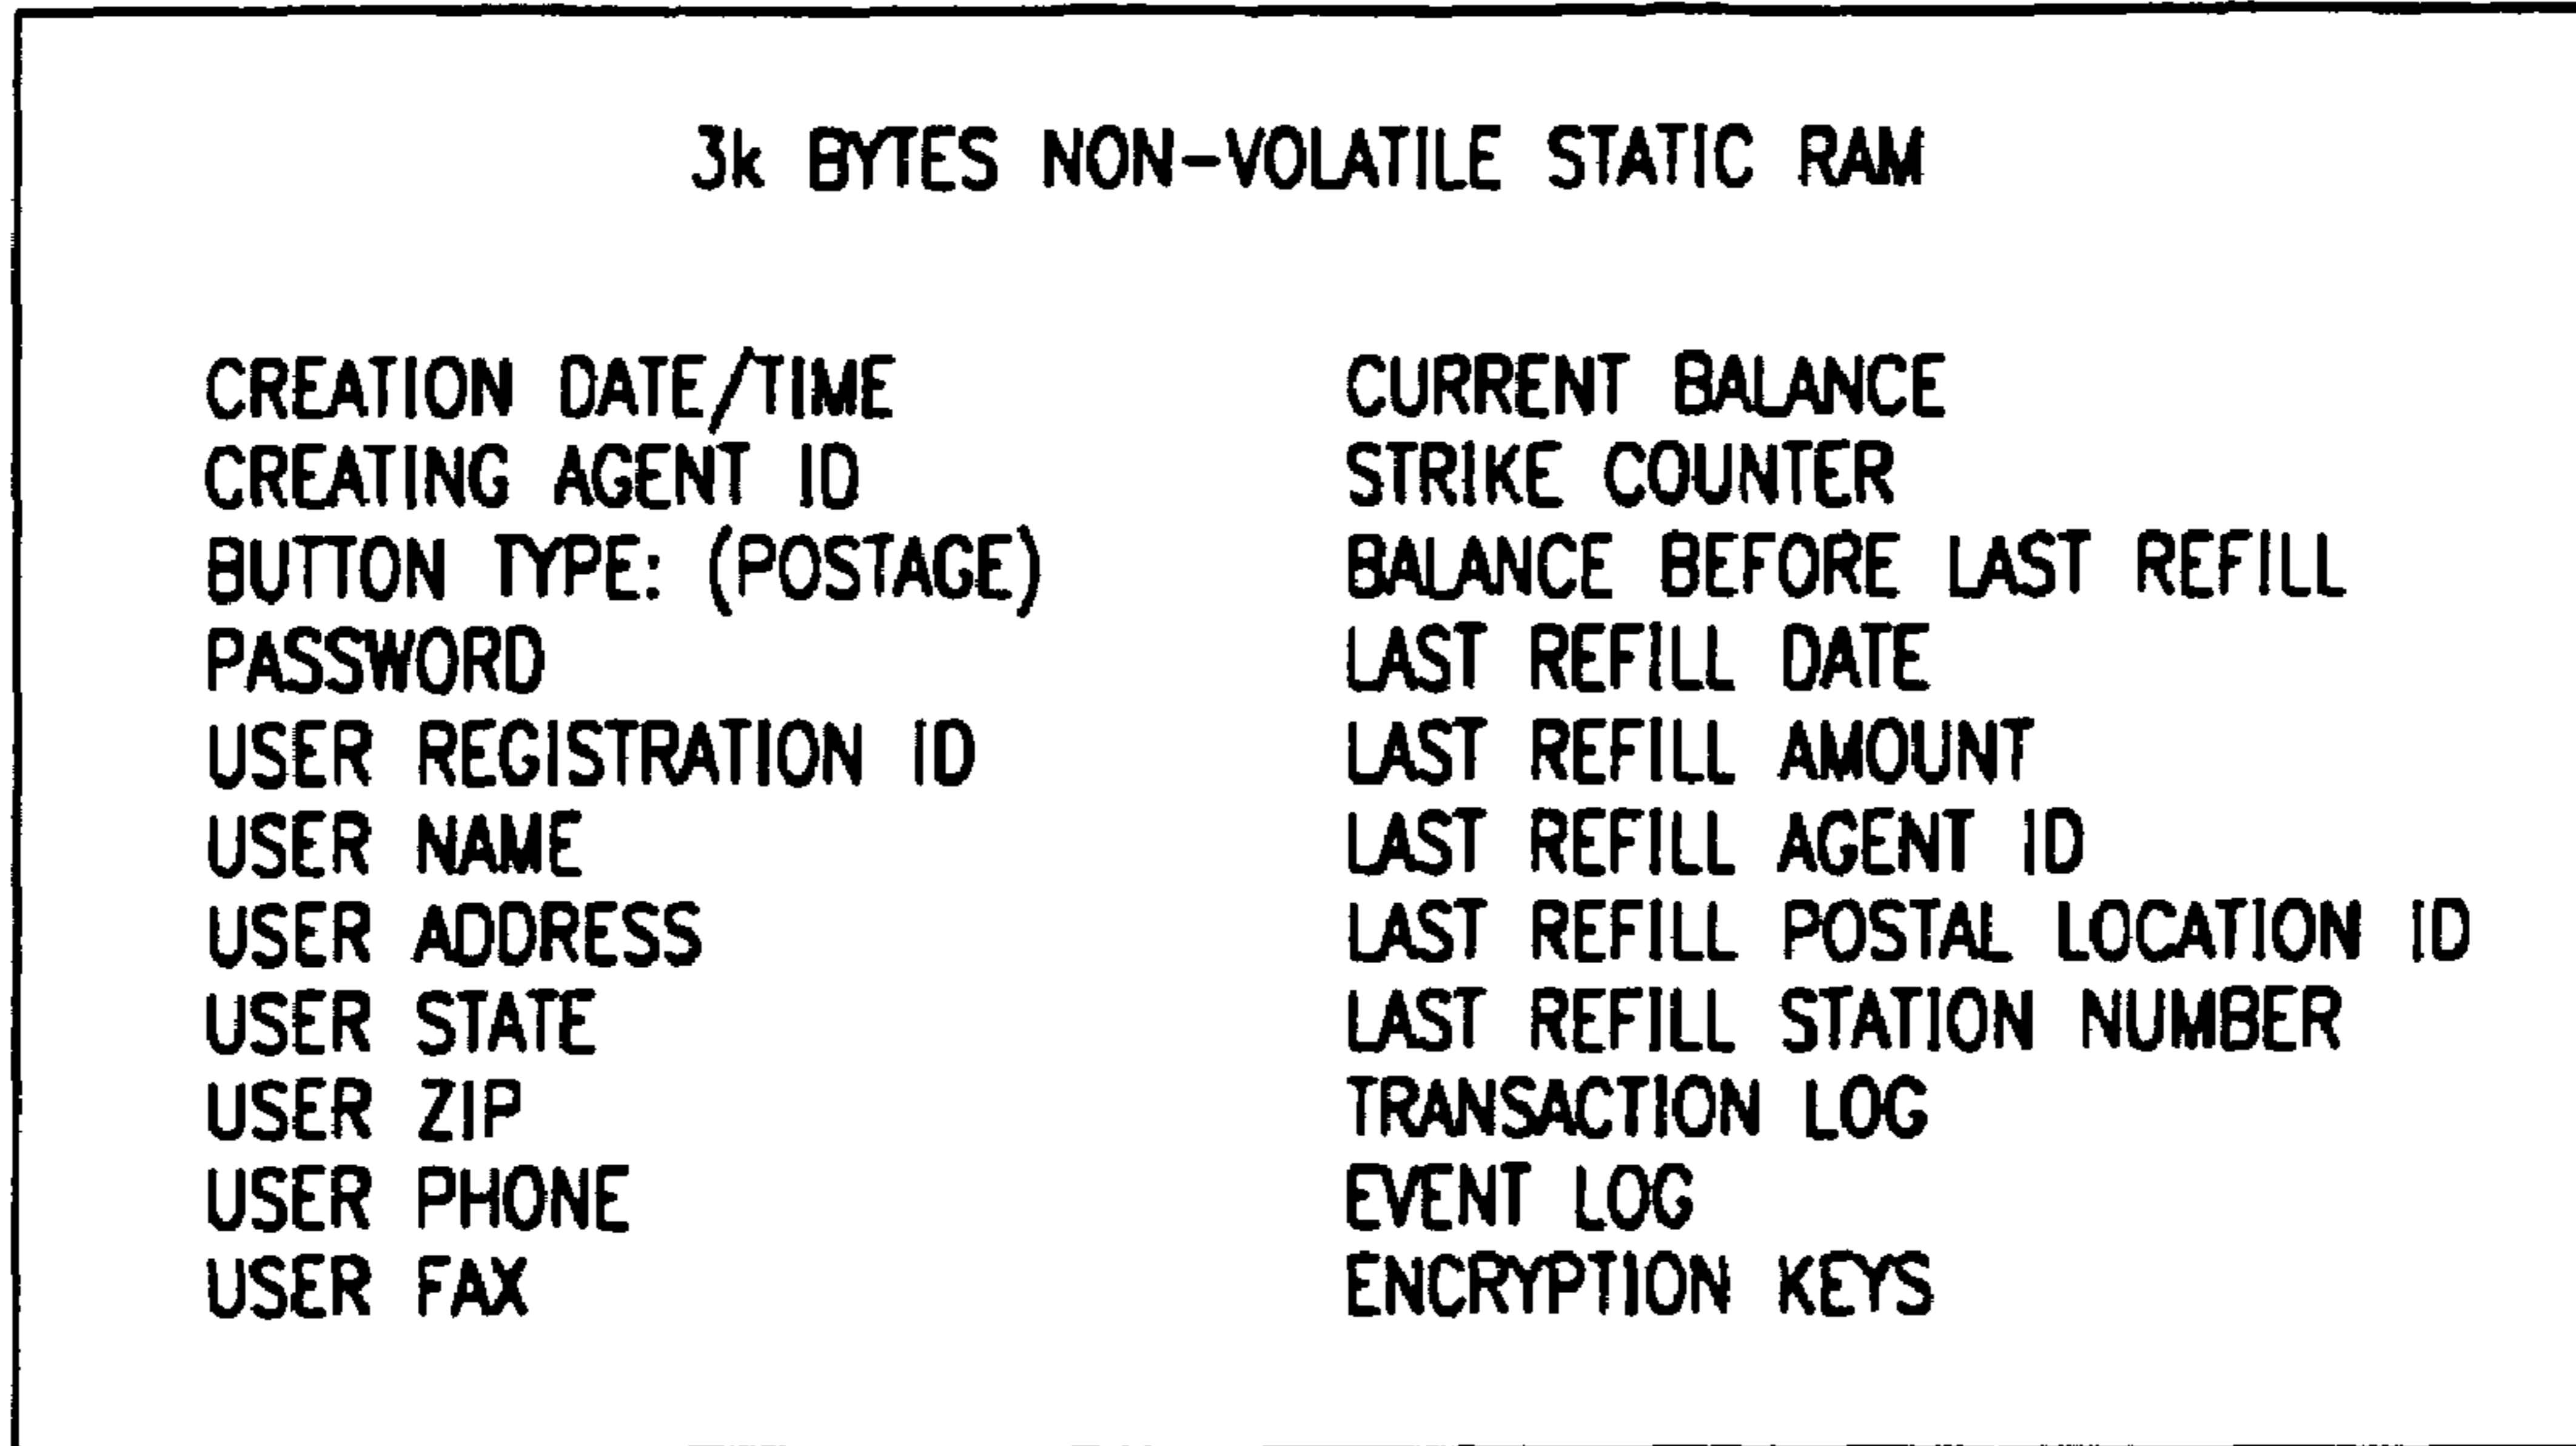 3k BYTES NON-VOLATILE STATIC RAM
CREATION DATE/TIME
CREATING AGENT ID
BUTTON TYPE: (POSTAGE)
PASSWORD
USER REGISTRATION ID
USER NAME
USER ADDRESS
USER STATE
USER ZIP
USER PHONE
USER FAX
CURRENT BALANCE
STRIKE COUNTER
BALANCE BEFORE LAST REFILL
LAST REFILL DATE
LAST REFILL AMOUNT
LAST REFILL AGENT ID
LAST REFILL POSTAL LOCATION ID
LAST REFILL STATION NUMBER
TRANSACTION LOG
EVENT LOG
ENCRYPTION KEYS